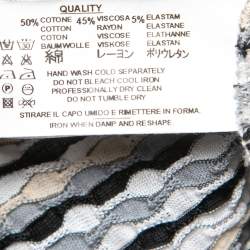 QUALITY
50% COTONE 45% VISCOSA 5% ELASTAM
COTTON RAYON ELASTANE
COTON VISCOSE ELATHANNE
BAUMWOLLE VISKOSE ELASTAN
綿 レーヨン ポリウレタン
HAND WASH COLD SEPARATELY
DO NOT BLEACH COOL IRON
PROFESSIONALLY DRY CLEAN
DO NOT TUMBLE DRY
STIRARE IL CAPO UMIDO E RIMETTERE IN FORMA.
IRON WHEN DAMP AND RESHAPE